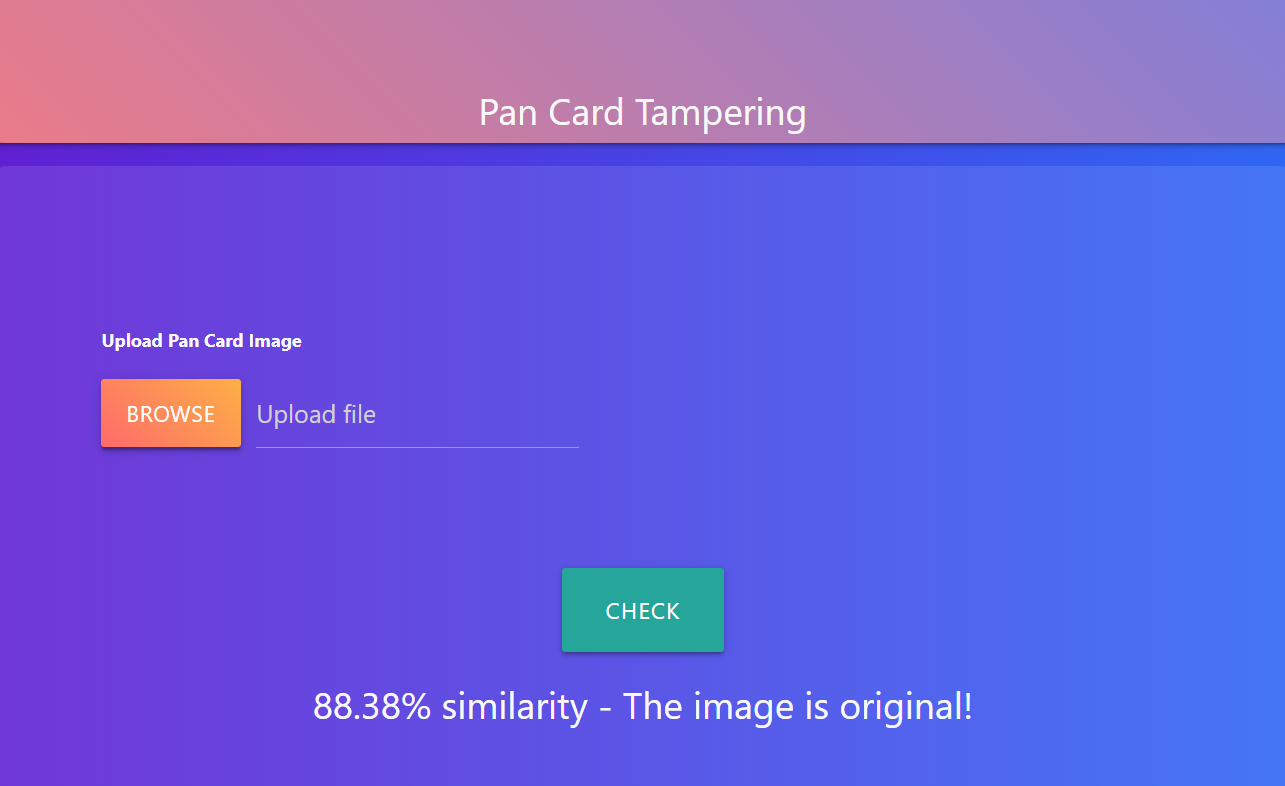 Pan Card Tampering
Upload Pan Card Image
BROWSE
Upload file
CHECK
88.38% similarity - The image is original!